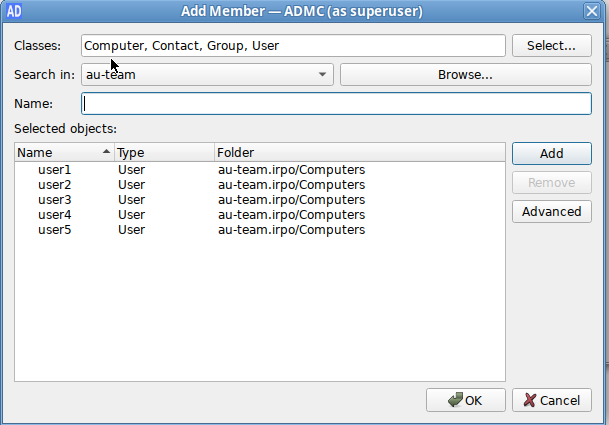 AD Add Member — ADMC (as superuser)
Classes: Computer, Contact, Group, User Select...
Search in: au-team Browse...
Name:
Selected objects:
Name Type Folder Add
user1 User au-team.irpo/Computers
user2 User au-team.irpo/Computers Remove
user3 User au-team.irpo/Computers
user4 User au-team.irpo/Computers Advanced
user5 User au-team.irpo/Computers
OK Cancel